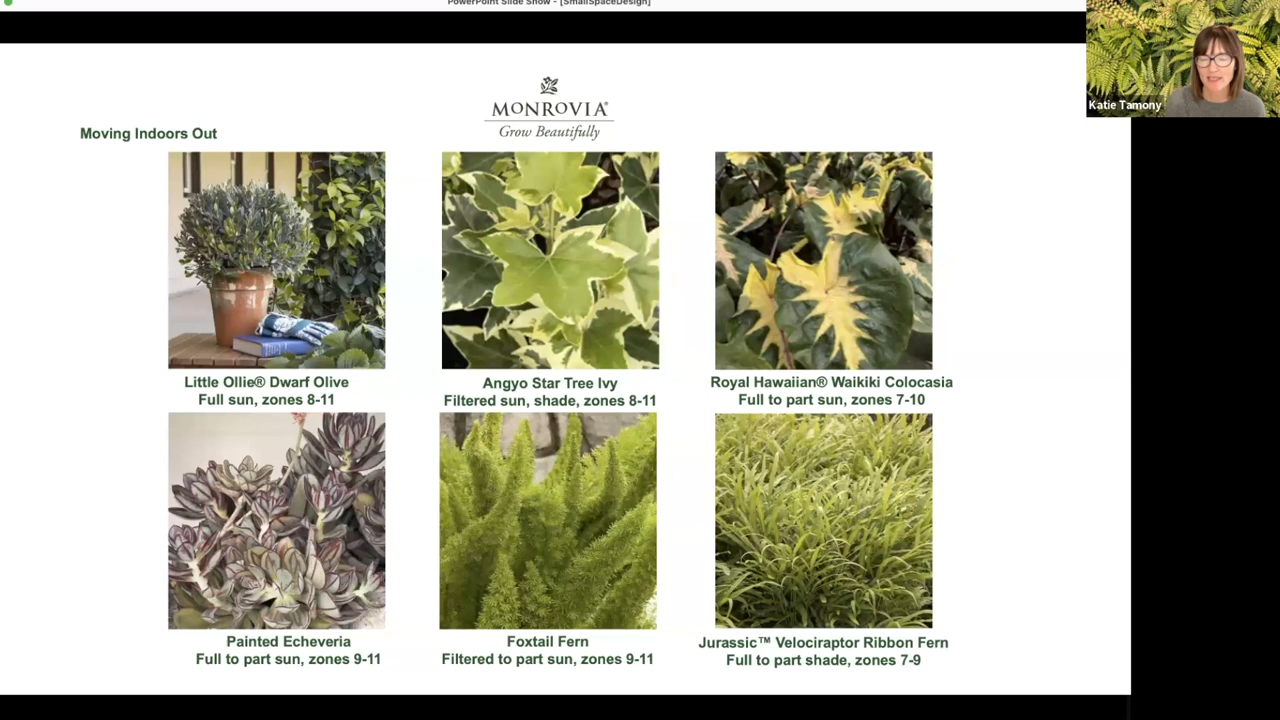 PowerPoint Slide Show - [SmallSpaceDesign]
Katie Tamony
MONROVIA®
Grow Beautifully
Moving Indoors Out
Little Ollie® Dwarf Olive
Full sun, zones 8-11
Angyo Star Tree Ivy
Filtered sun, shade, zones 8-11
Royal Hawaiian® Waikiki Colocasia
Full to part sun, zones 7-10
Painted Echeveria
Full to part sun, zones 9-11
Foxtail Fern
Filtered to part sun, zones 9-11
Jurassic™ Velociraptor Ribbon Fern
Full to part shade, zones 7-9